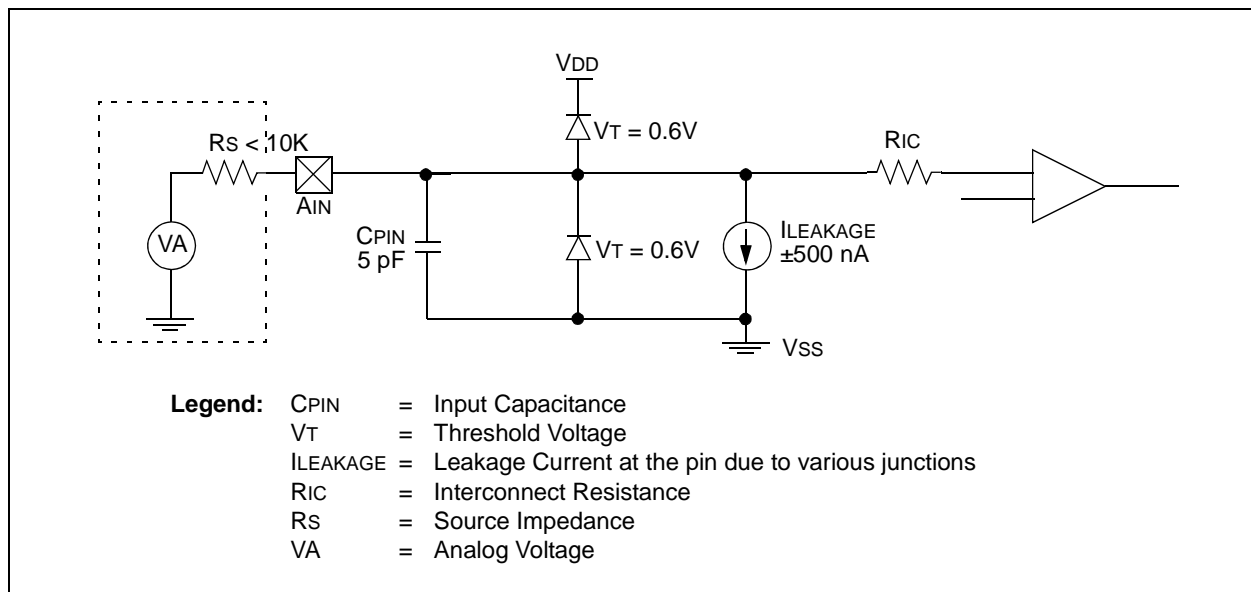 VDD
RS < 10K
VT = 0.6V
RIC
AIN
CPIN
5 pF
VA
VT = 0.6V
ILEAKAGE
±500 nA
VSS
Legend: CPIN = Input Capacitance
VT = Threshold Voltage
ILEAKAGE = Leakage Current at the pin due to various junctions
RIC = Interconnect Resistance
RS = Source Impedance
VA = Analog Voltage